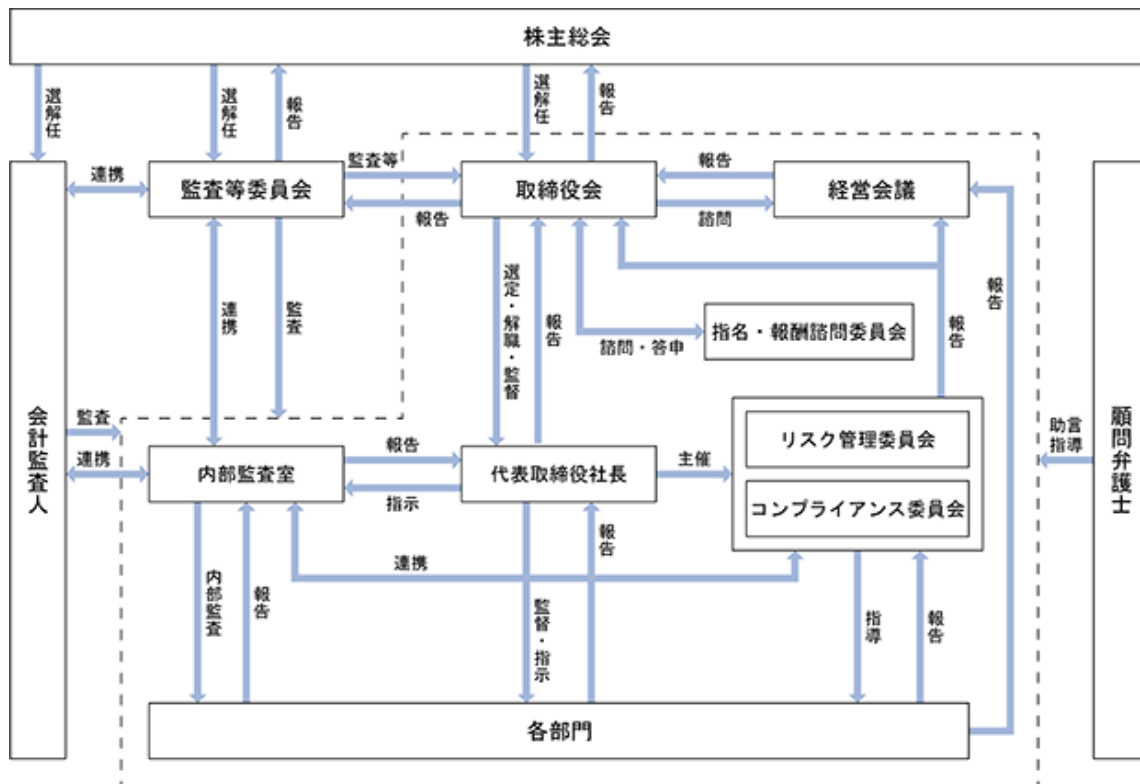 株主総会
選解任
選解任
報告
選解任
報告
連携
監査等委員会
監査等
報告
取締役会
報告
諮問
経営会議
連携
監査
選定・解職・監督
報告
諮問・答申
指名・報酬諮問委員会
報告
報告
会計監査人
監査
連携
内部監査室
報告
指示
代表取締役社長
主催
リスク管理委員会
コンプライアンス委員会
助言
指導
顧問弁護士
内部監査
報告
連携
監督・指示
報告
指導
報告
各部門